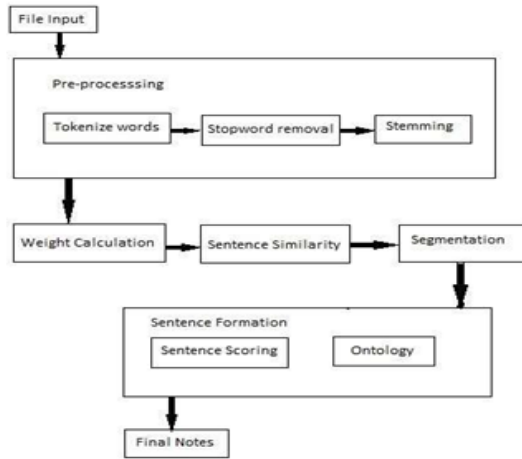 File Input
Pre-processsing
Tokenize words
Stopword removal
Stemming
Weight Calculation
Sentence Similarity
Segmentation
Sentence Formation
Sentence Scoring
Ontology
Final Notes